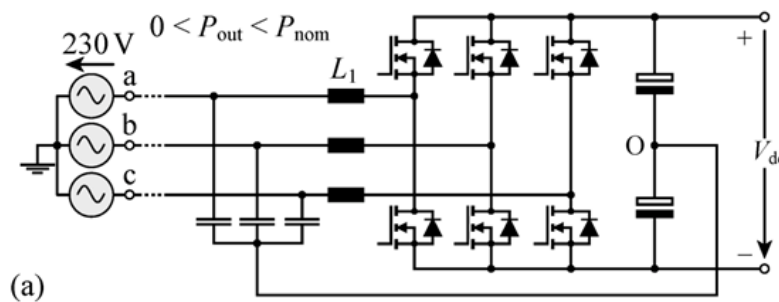 230 V
0 < P_out < P_nom
a
L_1
+
b
O
V_dc
c
−
(a)